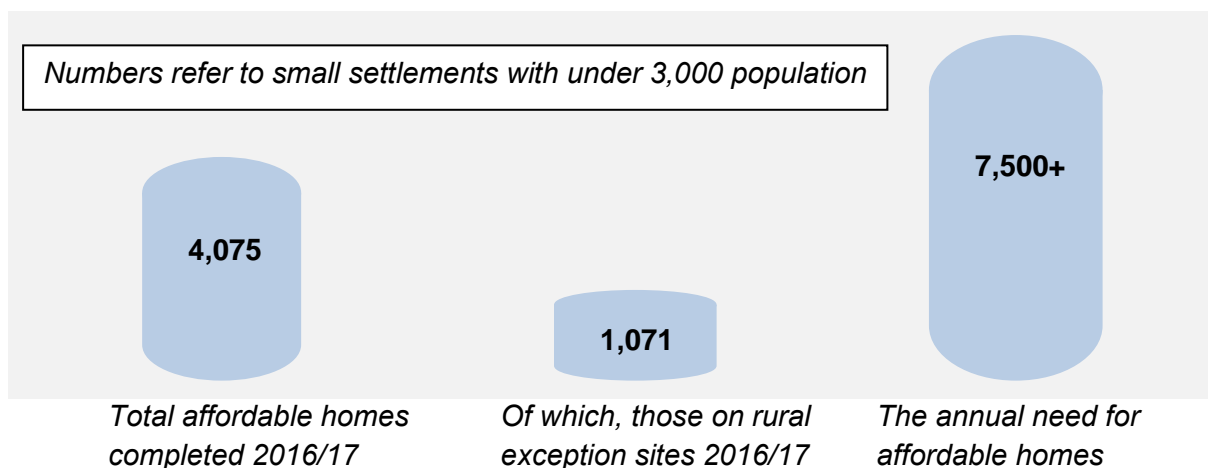 Numbers refer to small settlements with under 3,000 population
4,075
1,071
7,500+
Total affordable homes
completed 2016/17
Of which, those on rural
exception sites 2016/17
The annual need for
affordable homes